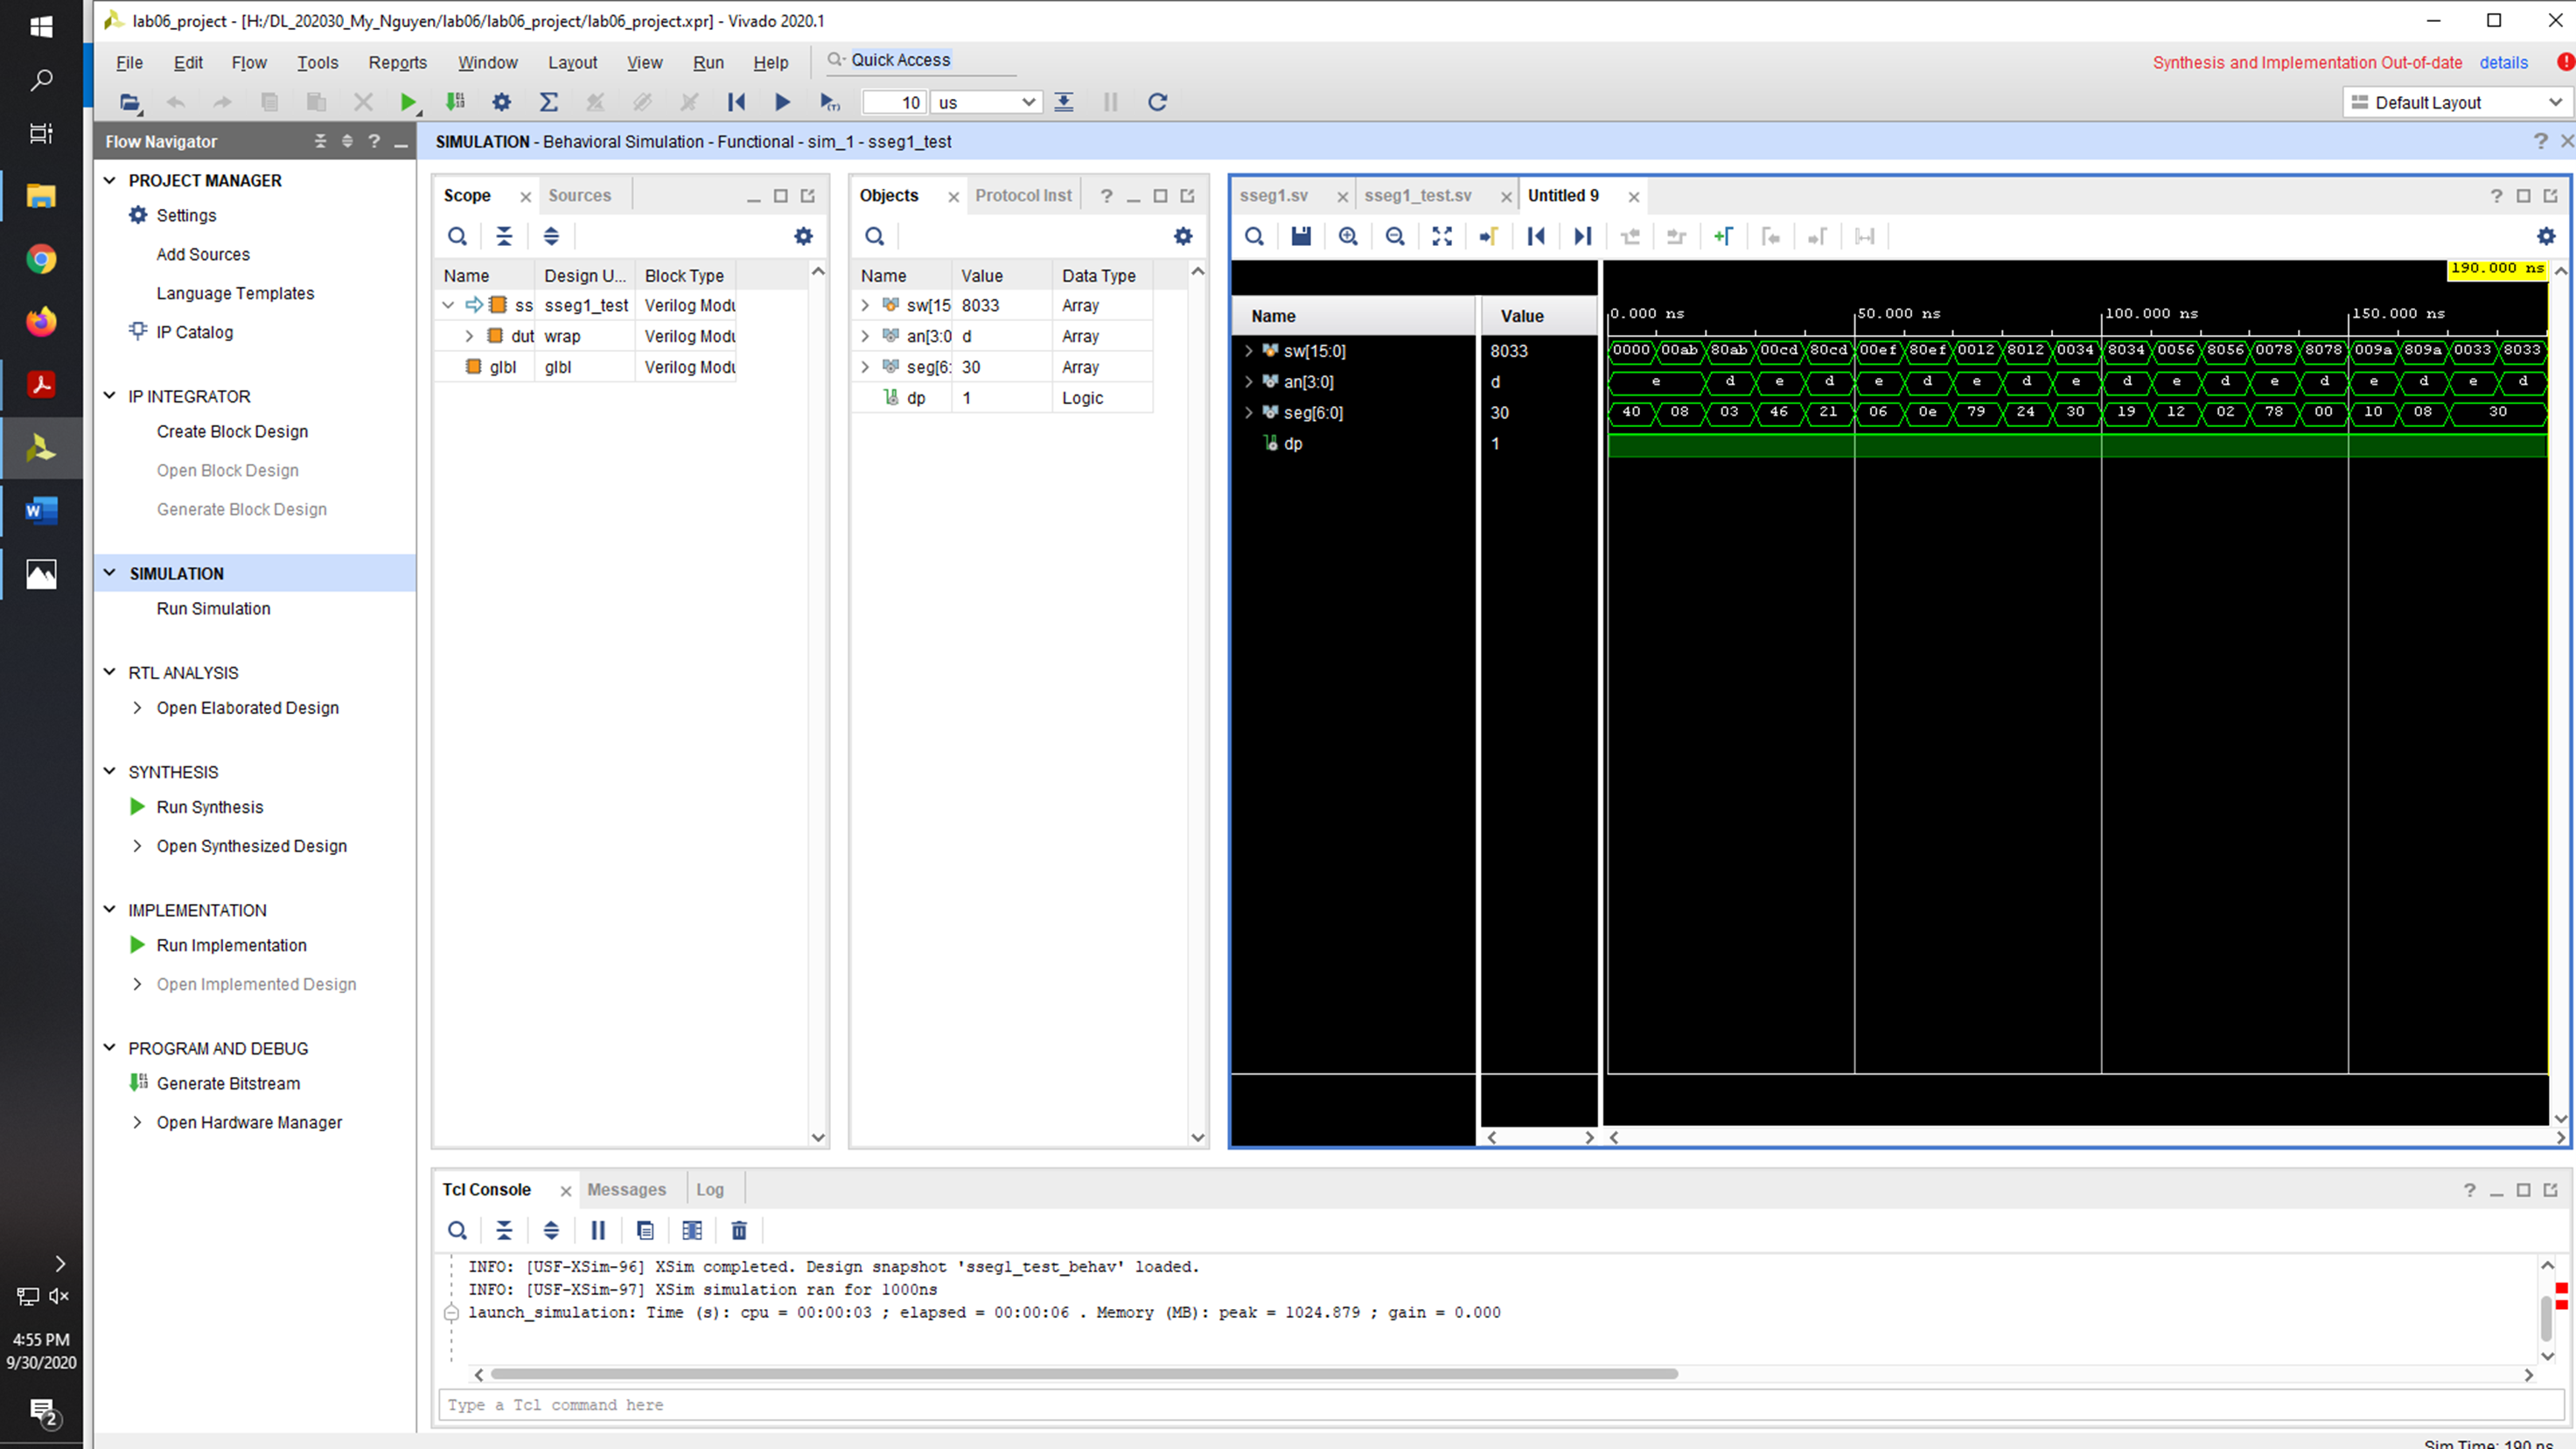 lab06_project - [H:/DL_202030_My_Nguyen/lab06/lab06_project/lab06_project.xpr] - Vivado 2020.1
File Edit Flow Tools Reports Window Layout View Run Help Quick Access
Synthesis and Implementation Out-of-date details
10 us
Default Layout
Flow Navigator
SIMULATION - Behavioral Simulation - Functional - sim_1 - sseg1_test
PROJECT MANAGER
Settings
Add Sources
Language Templates
IP Catalog
IP INTEGRATOR
Create Block Design
Open Block Design
Generate Block Design
SIMULATION
Run Simulation
RTL ANALYSIS
Open Elaborated Design
SYNTHESIS
Run Synthesis
Open Synthesized Design
IMPLEMENTATION
Run Implementation
Open Implemented Design
PROGRAM AND DEBUG
Generate Bitstream
Open Hardware Manager
Scope Sources
Name Design U... Block Type
ss sseg1_test Verilog Modu
dut wrap Verilog Modu
glbl glbl Verilog Modu
Objects Protocol Inst
Name Value Data Type
sw[15 8033 Array
an[3:0 d Array
seg[6: 30 Array
dp 1 Logic
sseg1.sv sseg1_test.sv Untitled 9
190.000 ns
0.000 ns 50.000 ns 100.000 ns 150.000 ns
Name Value
sw[15:0] 8033 0000 00ab 80ab 00cd 80cd 00ef 80ef 0012 8012 0034 8034 0056 8056 0078 8078 009a 809a 0033 8033
an[3:0] d e d e d e d e d e d e d e d e d e d
seg[6:0] 30 40 08 03 46 21 06 0e 79 24 30 19 12 02 78 00 10 08 30
dp 1
Tcl Console Messages Log
INFO: [USF-XSim-96] XSim completed. Design snapshot 'sseg1_test_behav' loaded.
INFO: [USF-XSim-97] XSim simulation ran for 1000ns
launch_simulation: Time (s): cpu = 00:00:03 ; elapsed = 00:00:06 . Memory (MB): peak = 1024.879 ; gain = 0.000
Type a Tcl command here
Sim Time: 190 ns
4:55 PM
9/30/2020
2